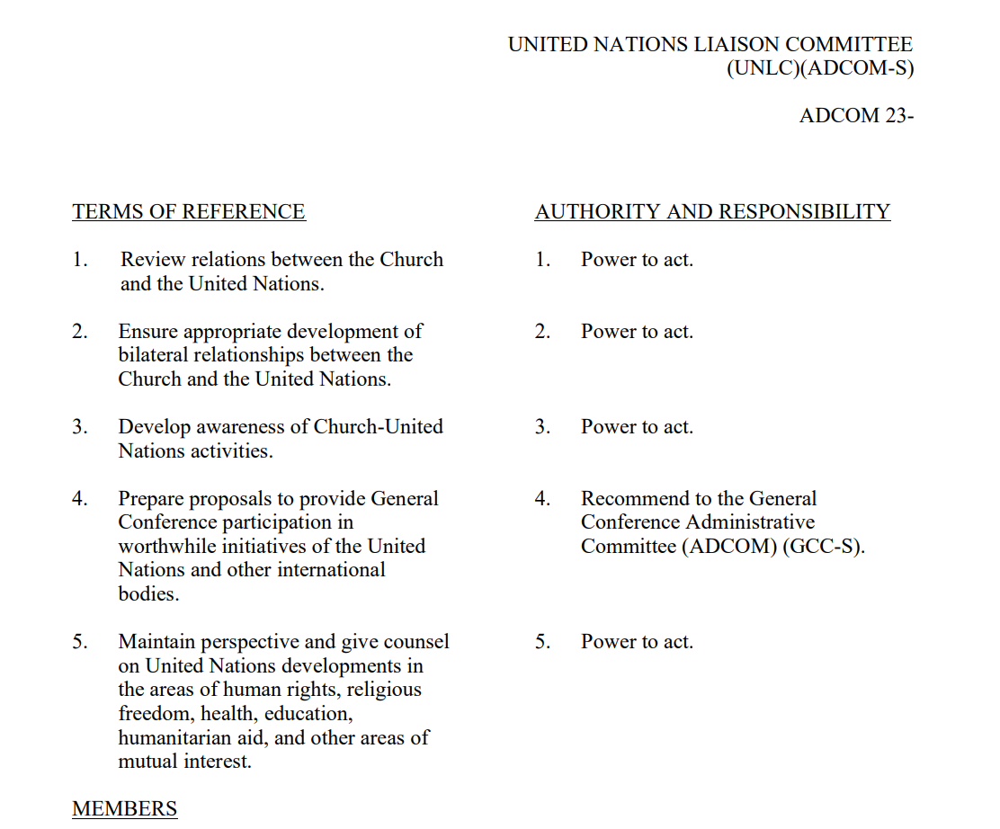 UNITED NATIONS LIAISON COMMITTEE
(UNLC)(ADCOM-S)
ADCOM 23-
TERMS OF REFERENCE
AUTHORITY AND RESPONSIBILITY
1. Review relations between the Church
and the United Nations.
1. Power to act.
2. Ensure appropriate development of
bilateral relationships between the
Church and the United Nations.
2. Power to act.
3. Develop awareness of Church-United
Nations activities.
3. Power to act.
4. Prepare proposals to provide General
Conference participation in
worthwhile initiatives of the United
Nations and other international
bodies.
4. Recommend to the General
Conference Administrative
Committee (ADCOM) (GCC-S).
5. Maintain perspective and give counsel
on United Nations developments in
the areas of human rights, religious
freedom, health, education,
humanitarian aid, and other areas of
mutual interest.
5. Power to act.
MEMBERS